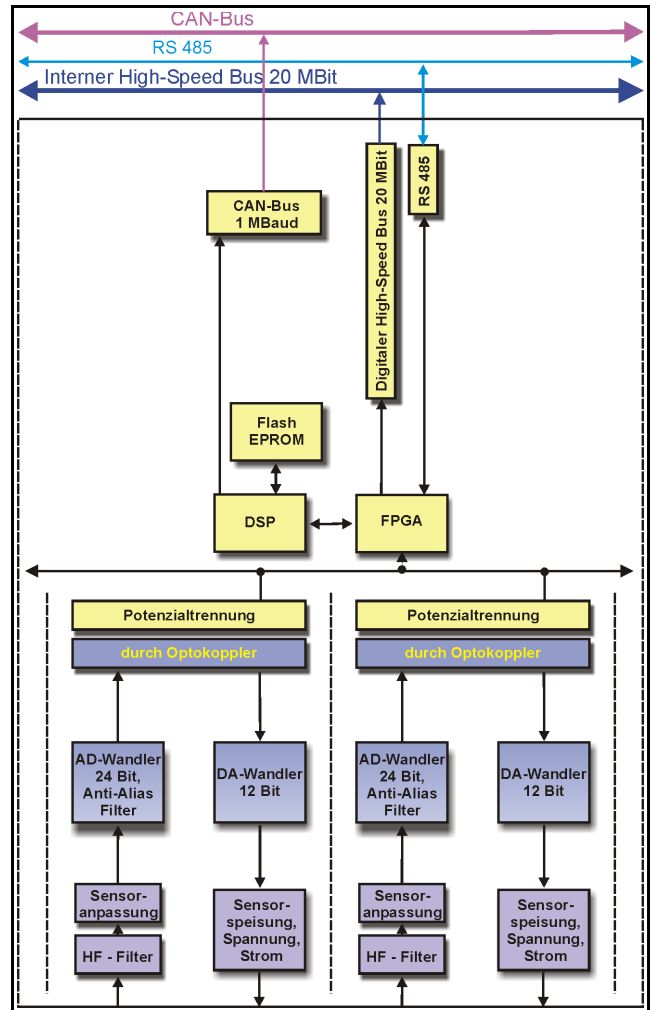 CAN-Bus
RS 485
Interner High-Speed Bus 20 MBit
CAN-Bus
1 MBaud
Digitaler High-Speed Bus 20 MBit
RS 485
Flash
EPROM
DSP
FPGA
Potenzialtrennung
durch Optokoppler
AD-Wandler
24 Bit,
Anti-Alias
Filter
DA-Wandler
12 Bit
Sensor-
anpassung
HF - Filter
Sensor-
speisung,
Spannung,
Strom
Potenzialtrennung
durch Optokoppler
AD-Wandler
24 Bit,
Anti-Alias
Filter
DA-Wandler
12 Bit
Sensor-
anpassung
HF - Filter
Sensor-
speisung,
Spannung,
Strom